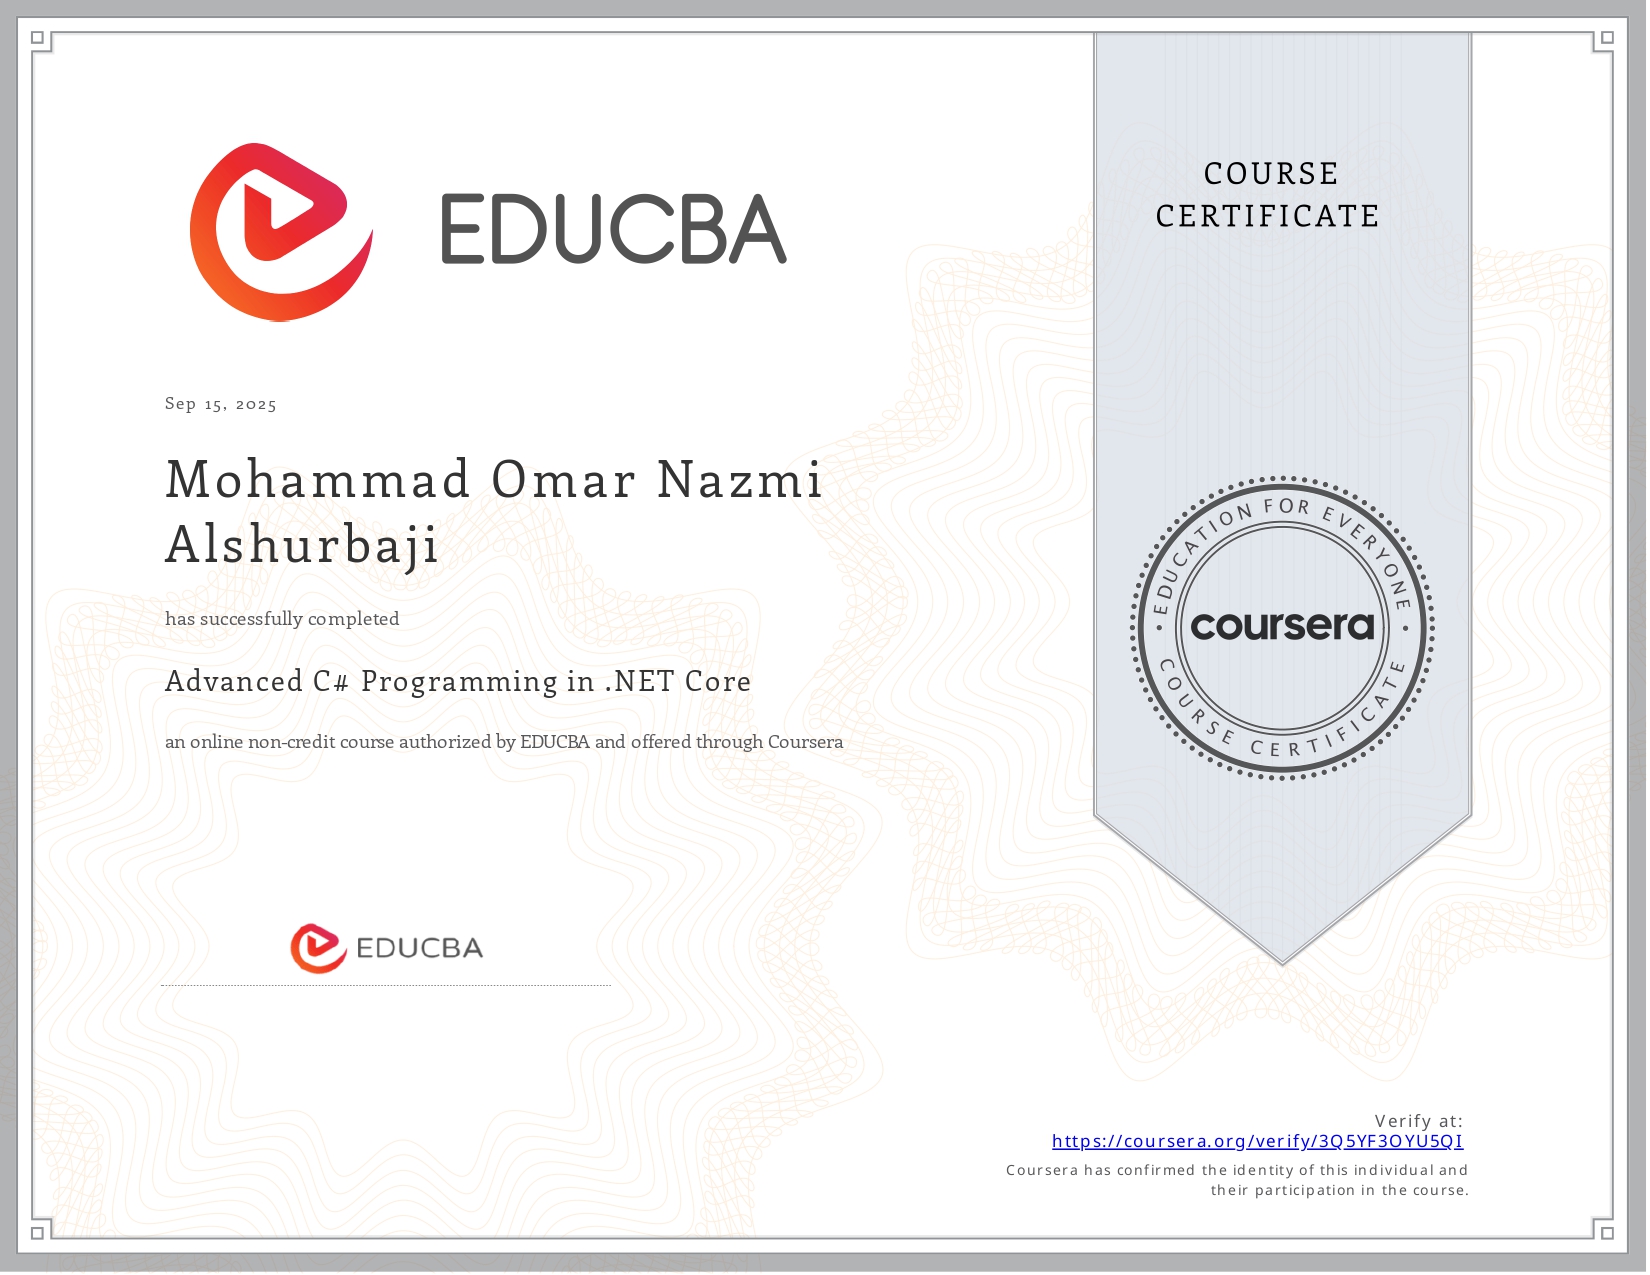 EDUCBA
COURSE
CERTIFICATE
Sep 15, 2025
Mohammad Omar Nazmi
Alshurbaji
has successfully completed
Advanced C# Programming in .NET Core
an online non-credit course authorized by EDUCBA and offered through Coursera
• EDUCATION FOR EVERYONE •
coursera
COURSE CERTIFICATE
EDUCBA
Verify at:
https://coursera.org/verify/3Q5YF3OYU5QI
Coursera has confirmed the identity of this individual and
their participation in the course.